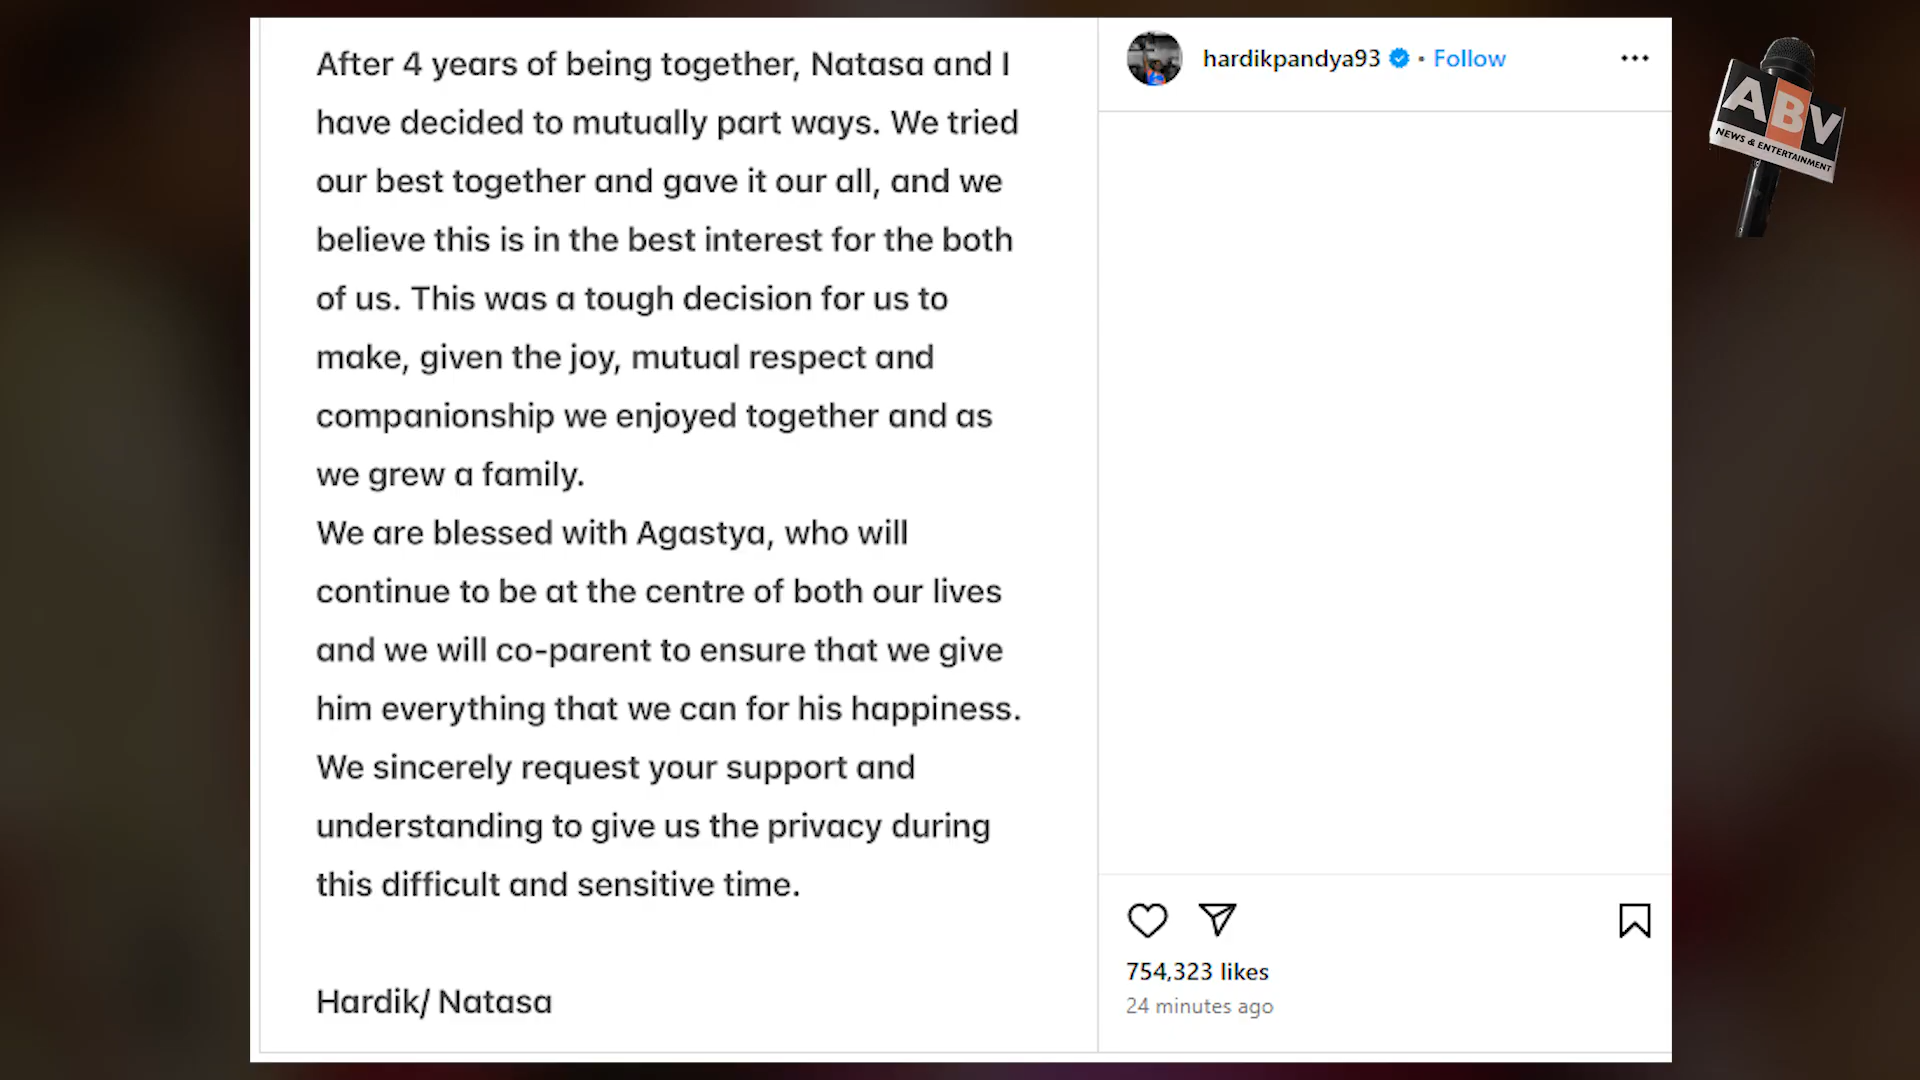 After 4 years of being together, Natasa and I
have decided to mutually part ways. We tried
our best together and gave it our all, and we
believe this is in the best interest for the both
of us. This was a tough decision for us to
make, given the joy, mutual respect and
companionship we enjoyed together and as
we grew a family.
We are blessed with Agastya, who will
continue to be at the centre of both our lives
and we will co-parent to ensure that we give
him everything that we can for his happiness.
We sincerely request your support and
understanding to give us the privacy during
this difficult and sensitive time.
Hardik/ Natasa
hardikpandya93 • Follow
754,323 likes
24 minutes ago
ABV
NEWS & ENTERTAINMENT